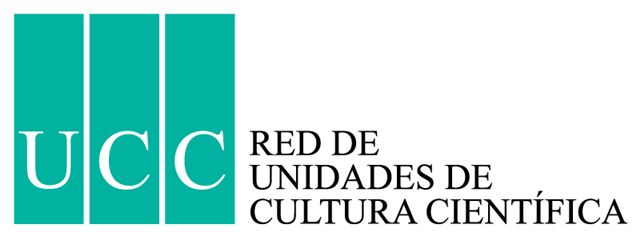 UCC
RED DE
UNIDADES DE
CULTURA CIENTÍFICA